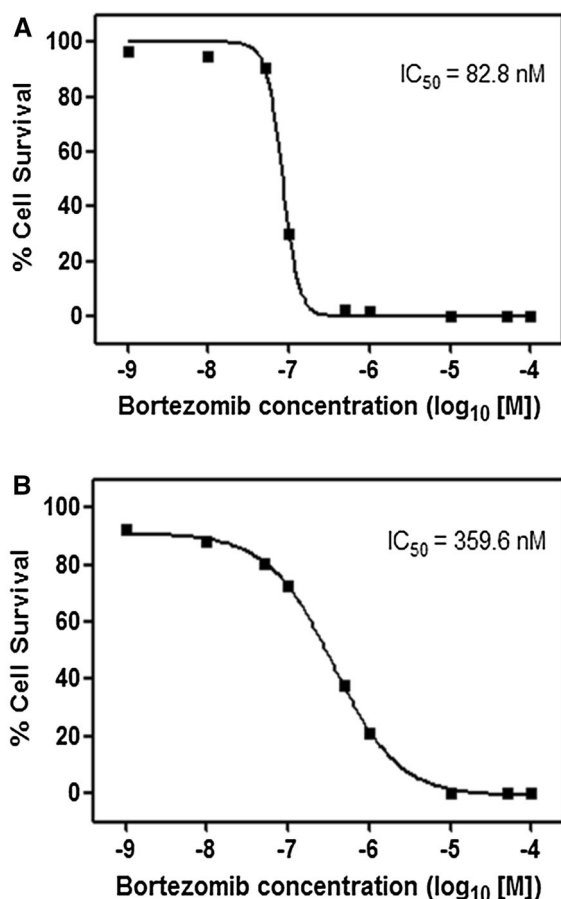 A
100
80
60
40
20
0
% Cell Survival
IC50 = 82.8 nM
-9 -8 -7 -6 -5 -4
Bortezomib concentration (log10 [M])
B
100
80
60
40
20
0
% Cell Survival
IC50 = 359.6 nM
-9 -8 -7 -6 -5 -4
Bortezomib concentration (log10 [M])